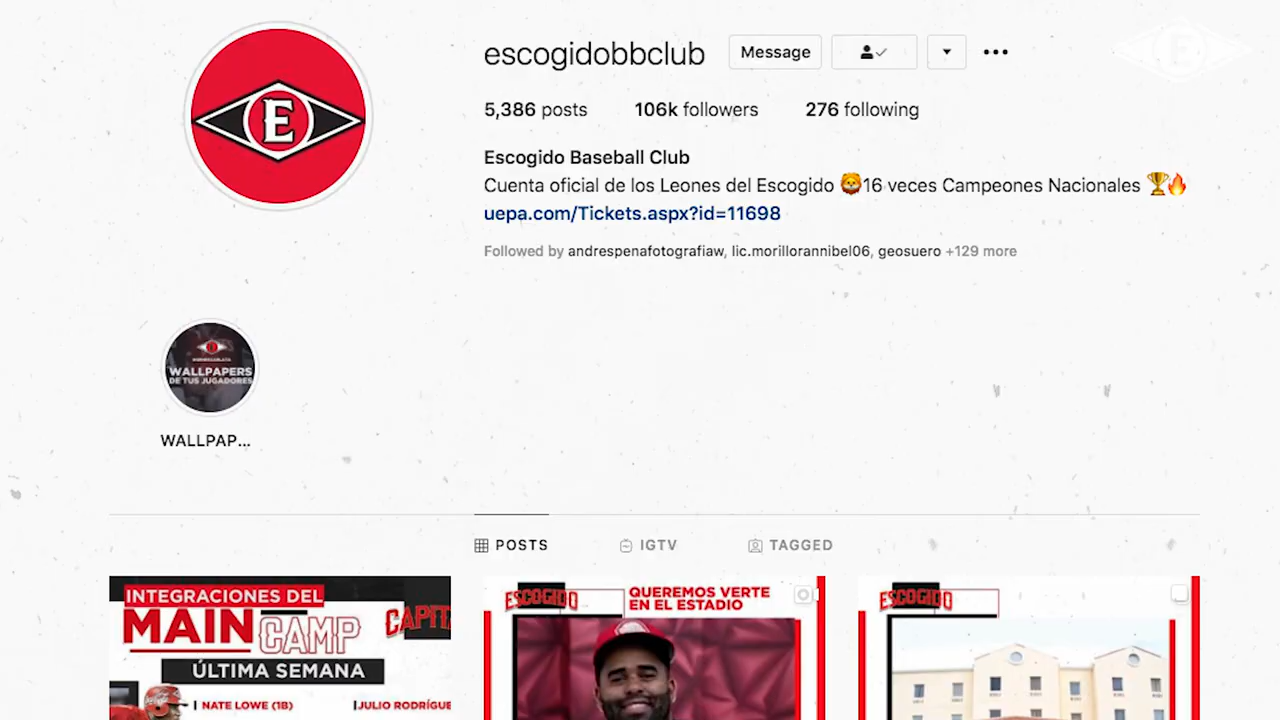 escogidobbclub
Message
5,386 posts 106k followers 276 following
Escogido Baseball Club
Cuenta oficial de los Leones del Escogido 🦁16 veces Campeones Nacionales 🏆🔥
uepa.com/Tickets.aspx?id=11698
Followed by andrespenafotografiaw, lic.morillorannibel06, geosuero +129 more
E
WALLPAPERS
DE TUS JUGADORES
WALLPAP...
POSTS IGTV TAGGED
INTEGRACIONES DEL
MAIN CAMP
CAPIT
ÚLTIMA SEMANA
NATE LOWE (1B) JULIO RODRÍGUE
ESCOGIDO
QUEREMOS VERTE
EN EL ESTADIO
ESCOGIDO
E